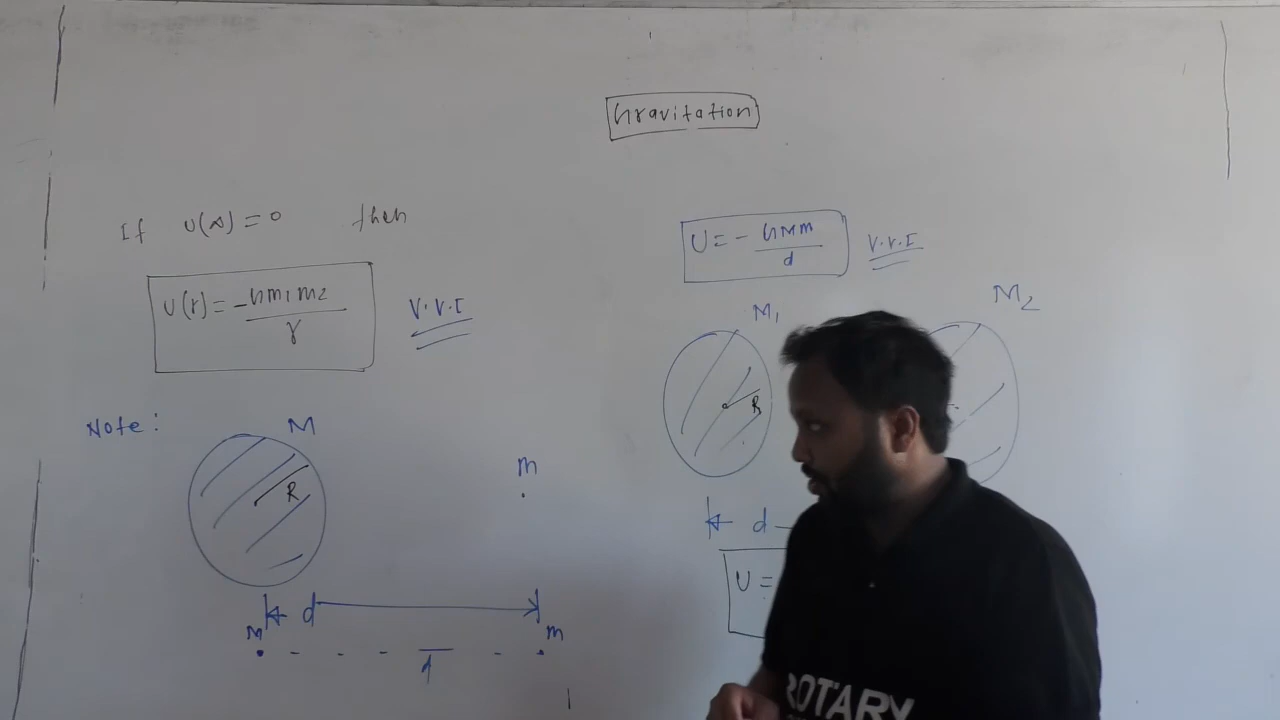 Gravitation
If U(∞) = 0 then
U(r) = -Gm1m2/r V.V.I
Note:
M
R
m
d
M m
d
U = - GMm/d V.V.I
M1 M2
R
d
U =
ROTARY